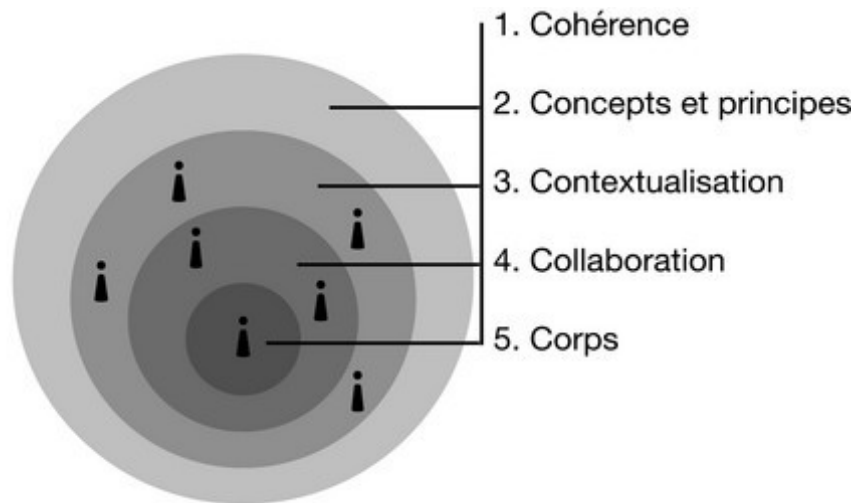 1. Cohérence
2. Concepts et principes
3. Contextualisation
4. Collaboration
5. Corps